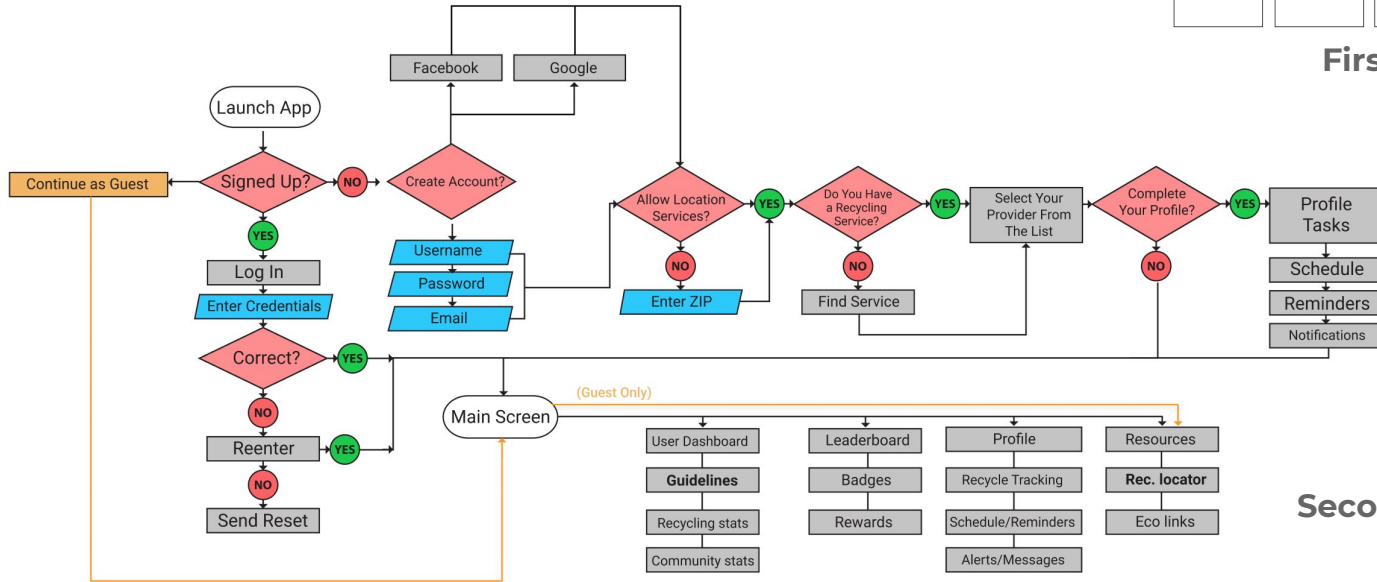 Firs
Facebook
Google
Launch App
Continue as Guest
Signed Up?
NO
Create Account?
Allow Location
Services?
YES
Do You Have
a Recycling
Service?
YES
Select Your
Provider From
The List
Complete
Your Profile?
YES
Profile
Tasks
YES
Username
Log In
Password
NO
NO
NO
Schedule
Enter Credentials
Email
Enter ZIP
Find Service
Reminders
Notifications
Correct?
YES
(Guest Only)
NO
Main Screen
Reenter
YES
User Dashboard
Leaderboard
Profile
Resources
NO
Guidelines
Badges
Recycle Tracking
Rec. locator
Send Reset
Recycling stats
Rewards
Schedule/Reminders
Eco links
Seco
Community stats
Alerts/Messages